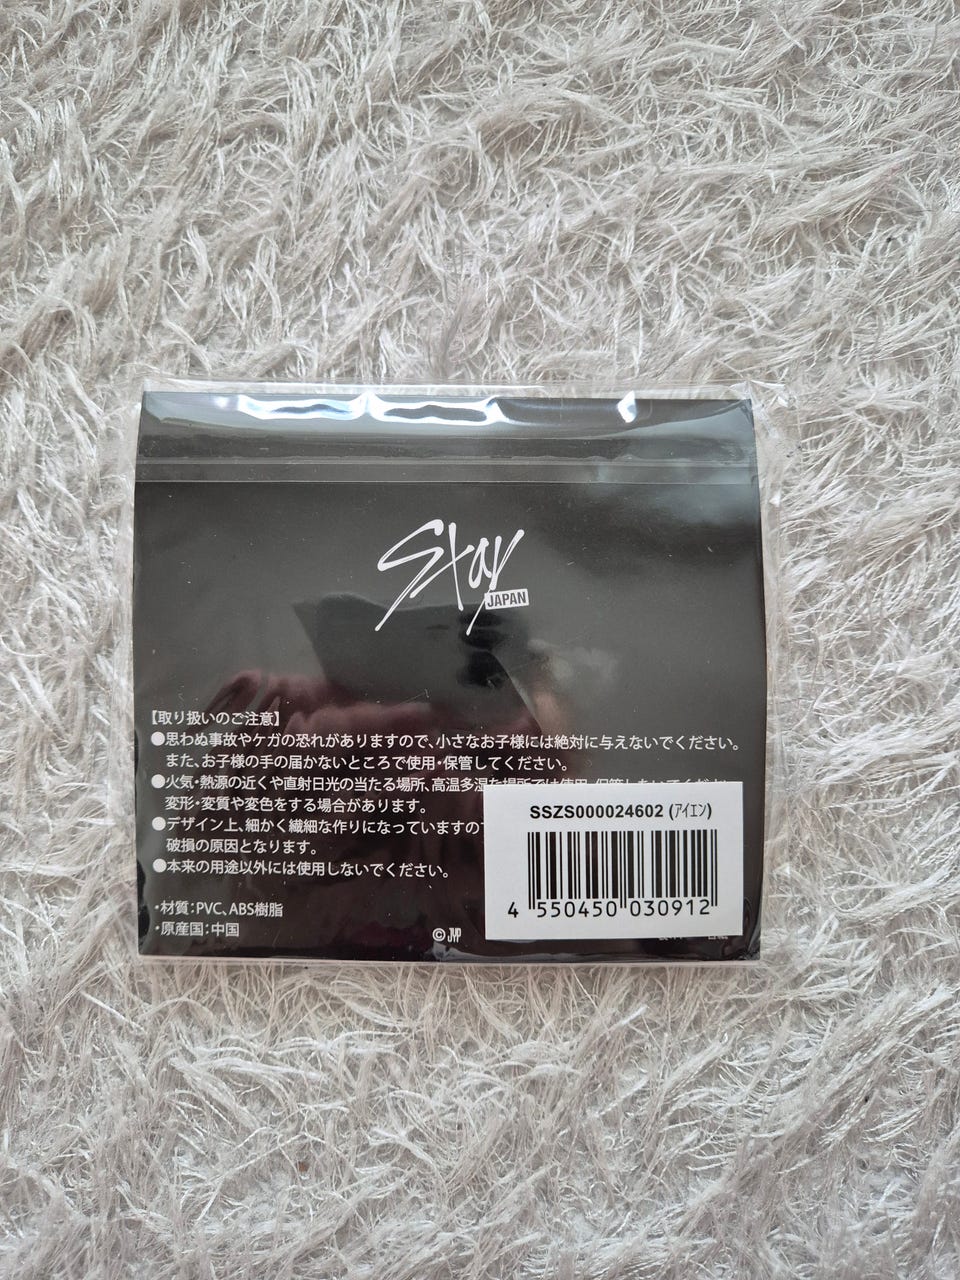 Stay
JAPAN
【取り扱いのご注意】
●思わぬ事故やケガの恐れがありますので、小さなお子様には絶対に与えないでください。
また、お子様の手の届かないところで使用・保管してください。
●火気・熱源の近くや直射日光の当たる場所、高温多湿な場所では使用・保管しないでください
変形・変質や変色をする場合があります。
●デザイン上、細かく繊細な作りになっていますので
破損の原因となります。
●本来の用途以外には使用しないでください。
・材質：PVC、ABS樹脂
・原産国：中国
© JYP
SSZS000024602 (アイエン)
4 550450 030912